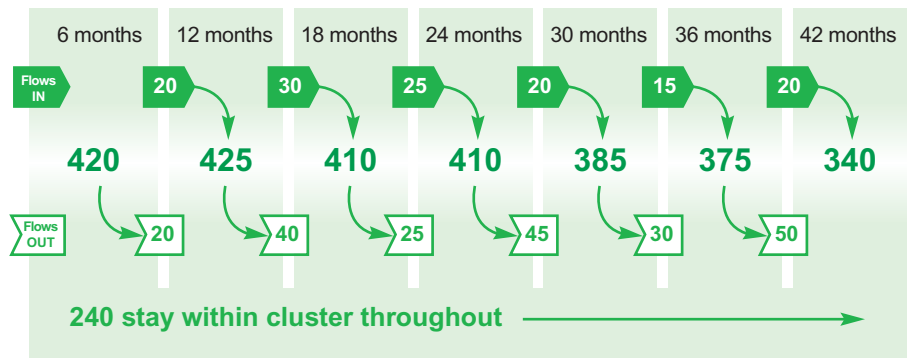 6 months 12 months 18 months 24 months 30 months 36 months 42 months
Flows
IN
20 30 25 20 15 20
420 425 410 410 385 375 340
Flows
OUT
20 40 25 45 30 50
240 stay within cluster throughout